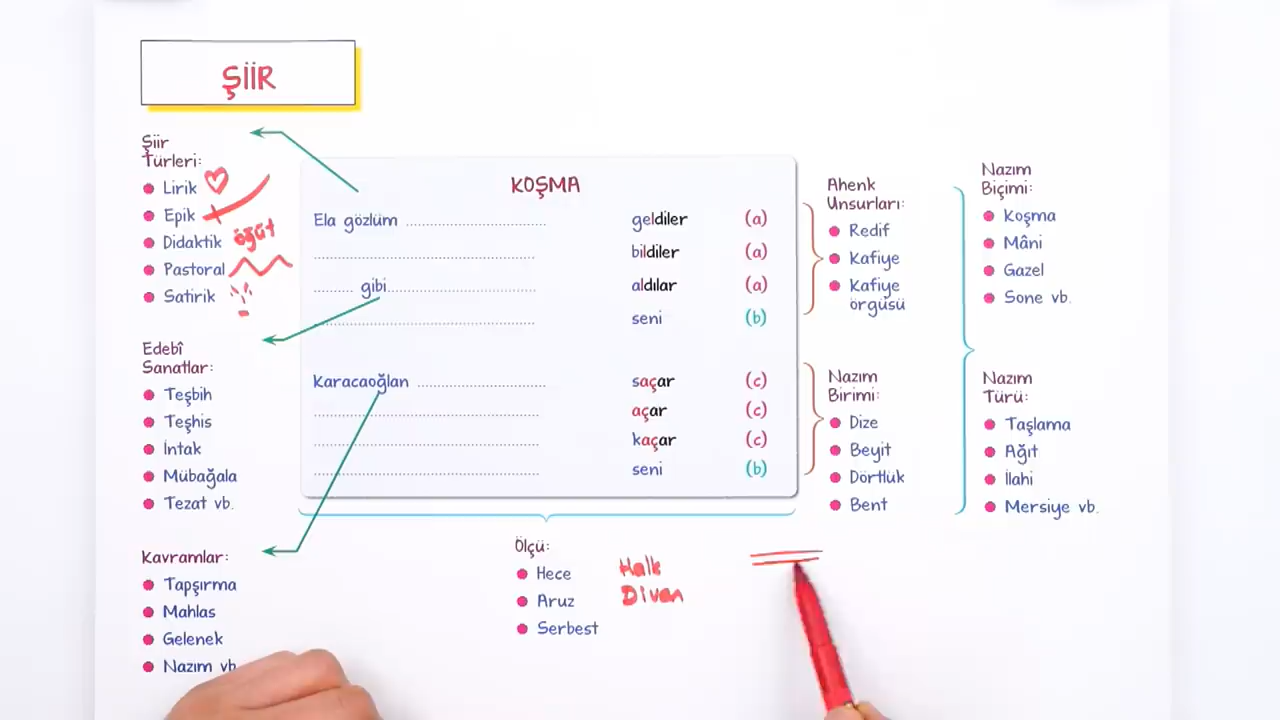 ŞİİR
Şiir
Türleri:
Lirik
Epik
Didaktik öğüt
Pastoral
Satirik
Edebî
Sanatlar:
Teşbih
Teşhis
İntak
Mübağala
Tezat vb.
Kavramlar:
Tapşırma
Mahlas
Gelenek
Nazım vb
KOŞMA
Ela gözlüm ........................ geldiler (a)
........................ bildiler (a)
........ gibi........................ aldılar (a)
........................ seni (b)
Karacaoğlan ........................ saçar (c)
........................ açar (c)
........................ kaçar (c)
........................ seni (b)
Ölçü:
Hece Halk
Aruz Divan
Serbest
Ahenk
Unsurları:
Redif
Kafiye
Kafiye
örgüsü
Nazım
Birimi:
Dize
Beyit
Dörtlük
Bent
Nazım
Biçimi:
Koşma
Mâni
Gazel
Sone vb.
Nazım
Türü:
Taşlama
Ağıt
İlahi
Mersiye vb.